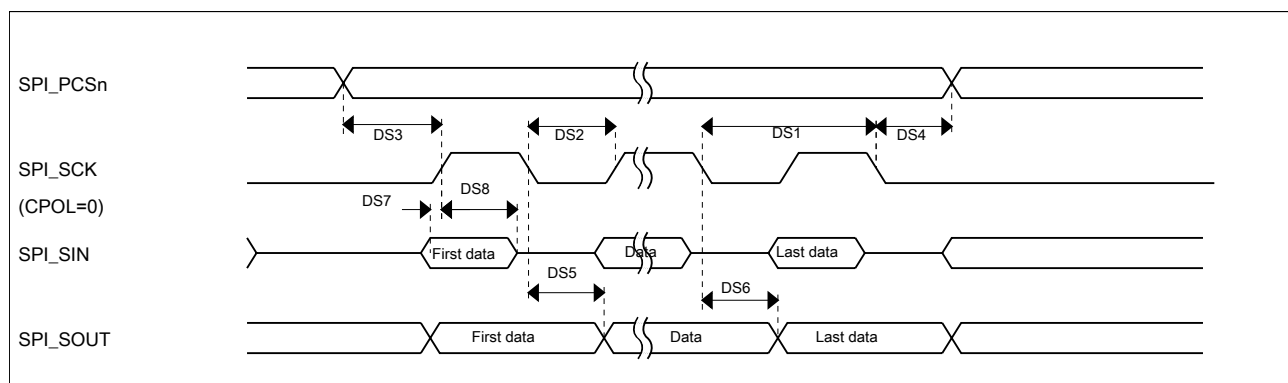 SPI_PCSn
DS3
DS2
DS1
DS4
SPI_SCK
(CPOL=0)
DS7
DS8
SPI_SIN
First data
Data
Last data
DS5
DS6
SPI_SOUT
First data
Data
Last data